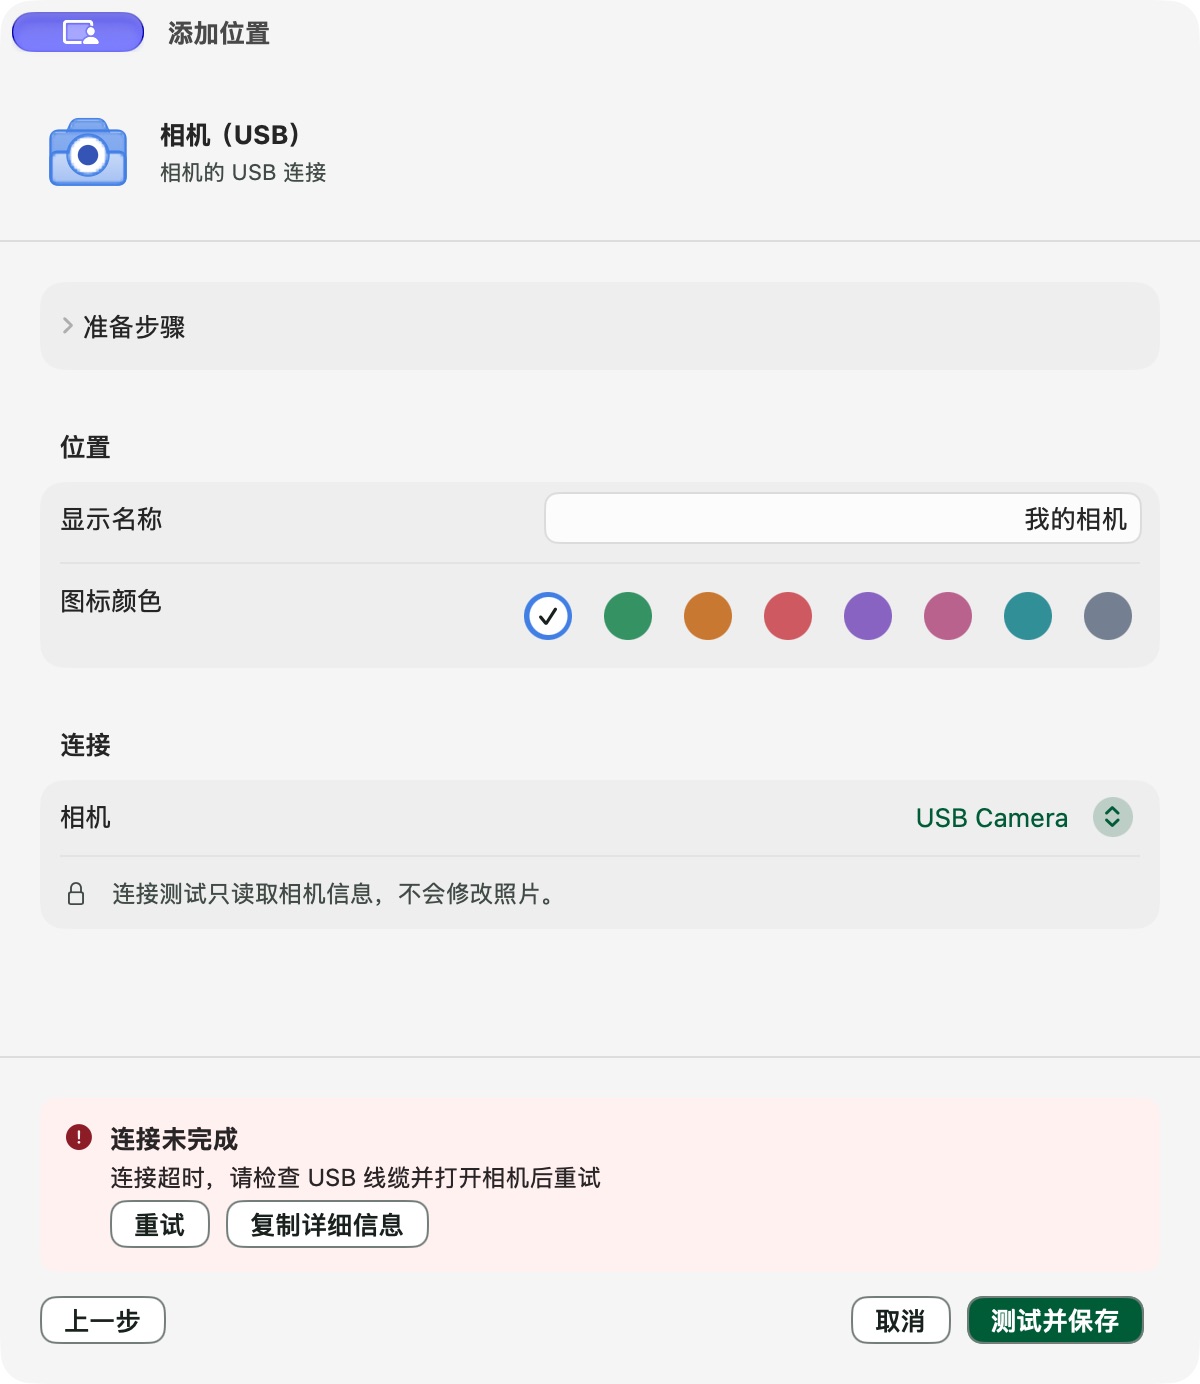 添加位置
相机（USB）
相机的 USB 连接
准备步骤
位置
显示名称
我的相机
图标颜色
连接
相机
USB Camera
连接测试只读取相机信息，不会修改照片。
连接未完成
连接超时，请检查 USB 线缆并打开相机后重试
重试
复制详细信息
上一步
取消
测试并保存